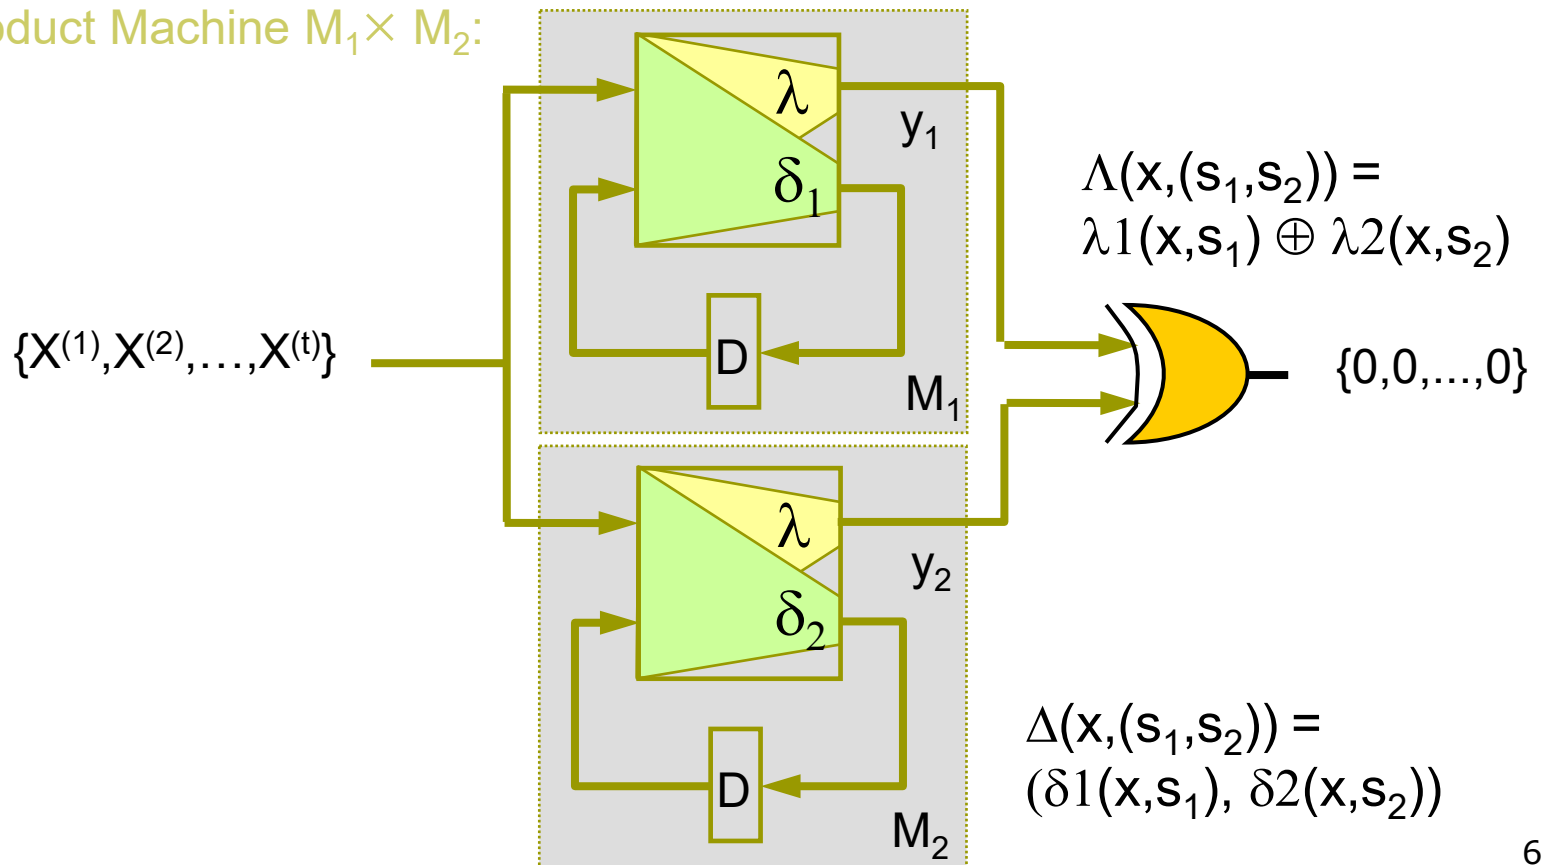 oduct Machine M₁× M₂:
λ
y₁
δ₁
D
M₁
{X⁽¹⁾,X⁽²⁾,...,X⁽ᵗ⁾}
Λ(x,(s₁,s₂)) =
λ1(x,s₁) ⊕ λ2(x,s₂)
{0,0,...,0}
λ
y₂
δ₂
D
M₂
Δ(x,(s₁,s₂)) =
(δ1(x,s₁), δ2(x,s₂))
6